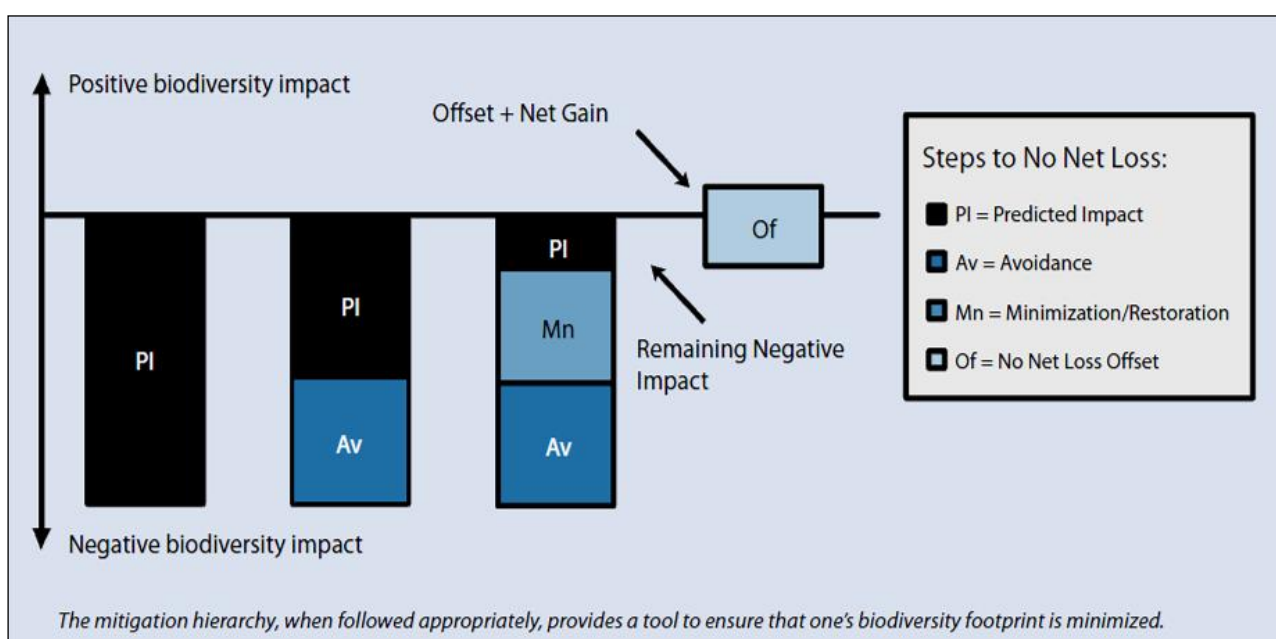 Positive biodiversity impact
Offset + Net Gain
Of
PI
PI
Av
PI
Mn
Av
Remaining Negative
Impact
Negative biodiversity impact
Steps to No Net Loss:
PI = Predicted Impact
Av = Avoidance
Mn = Minimization/Restoration
Of = No Net Loss Offset
The mitigation hierarchy, when followed appropriately, provides a tool to ensure that one's biodiversity footprint is minimized.